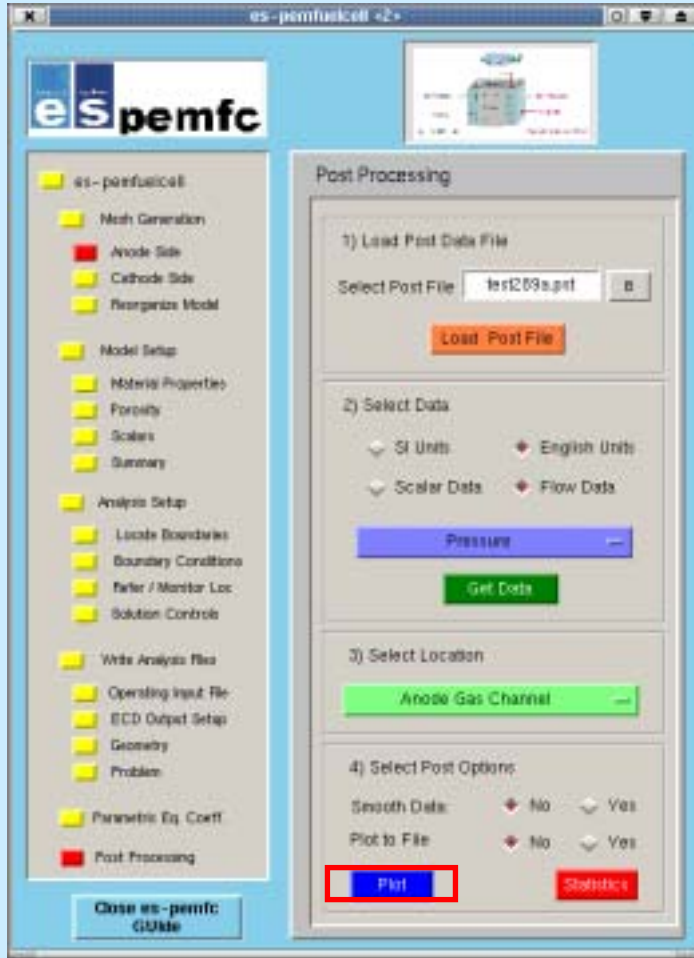 es-pemfuelcell <2>
es pemfc
es-pemfuelcell
Mesh Generation
Anode Side
Cathode Side
Reorganize Model
Model Setup
Material Properties
Porosity
Scalars
Summary
Analysis Setup
Locate Boundaries
Boundary Conditions
Refer / Monitor Loc
Solution Controls
Write Analysis Files
Operating Input File
ECD Output Setup
Geometry
Problem
Parametric Eq. Coeff.
Post Processing
Close es-pemfc
GUIde
Post Processing
1) Load Post Data File
Select Post File test289a.pst B
Load Post File
2) Select Data
SI Units English Units
Scalar Data Flow Data
Pressure
Get Data
3) Select Location
Anode Gas Channel
4) Select Post Options
Smooth Data: No Yes
Plot to File No Yes
Plot Statistics